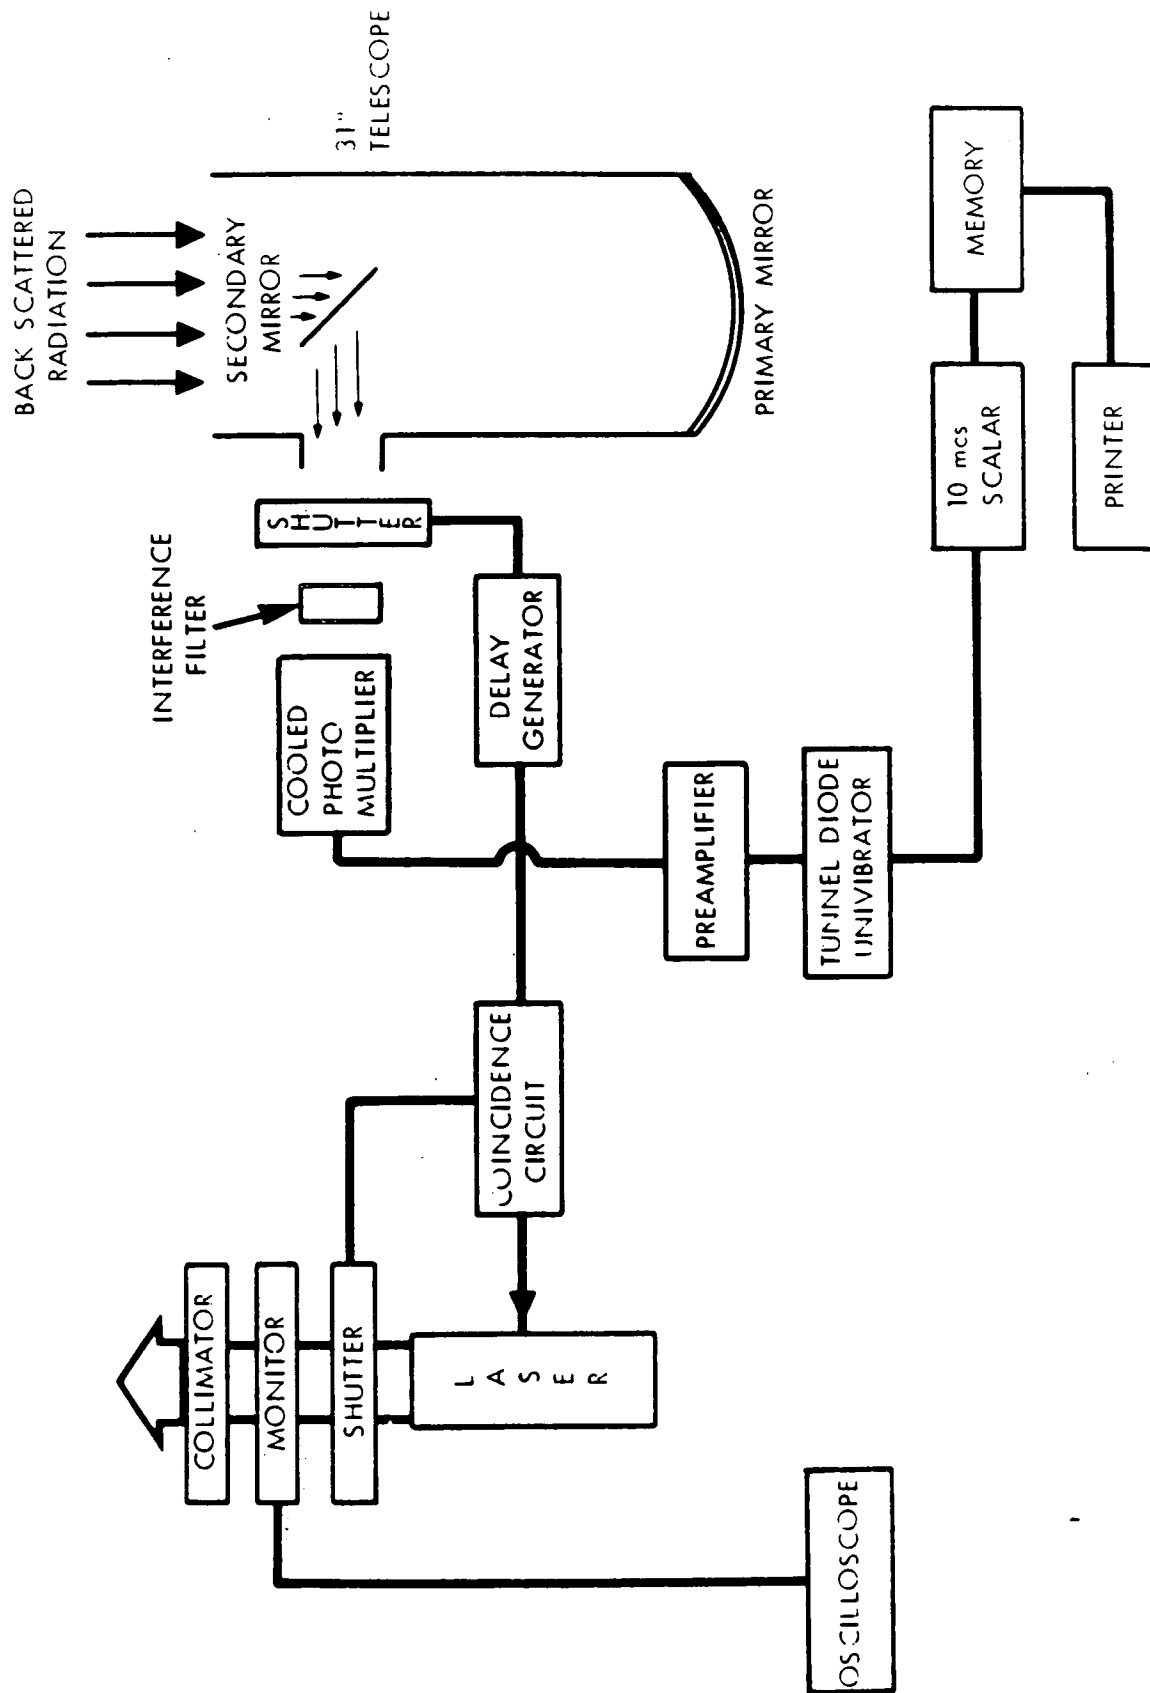 BACK SCATTERED
RADIATION
SECONDARY
MIRROR
31"
TELESCOPE
PRIMARY MIRROR
INTERFERENCE
FILTER
SHUTTER
COOLED
PHOTO
MULTIPLIER
DELAY
GENERATOR
COLLIMATOR
MONITOR
SHUTTER
LASER
COINCIDENCE
CIRCUIT
PREAMPLIFIER
TUNNEL DIODE
UNIVIBRATOR
10 mcs
SCALAR
MEMORY
PRINTER
OSCILLOSCOPE